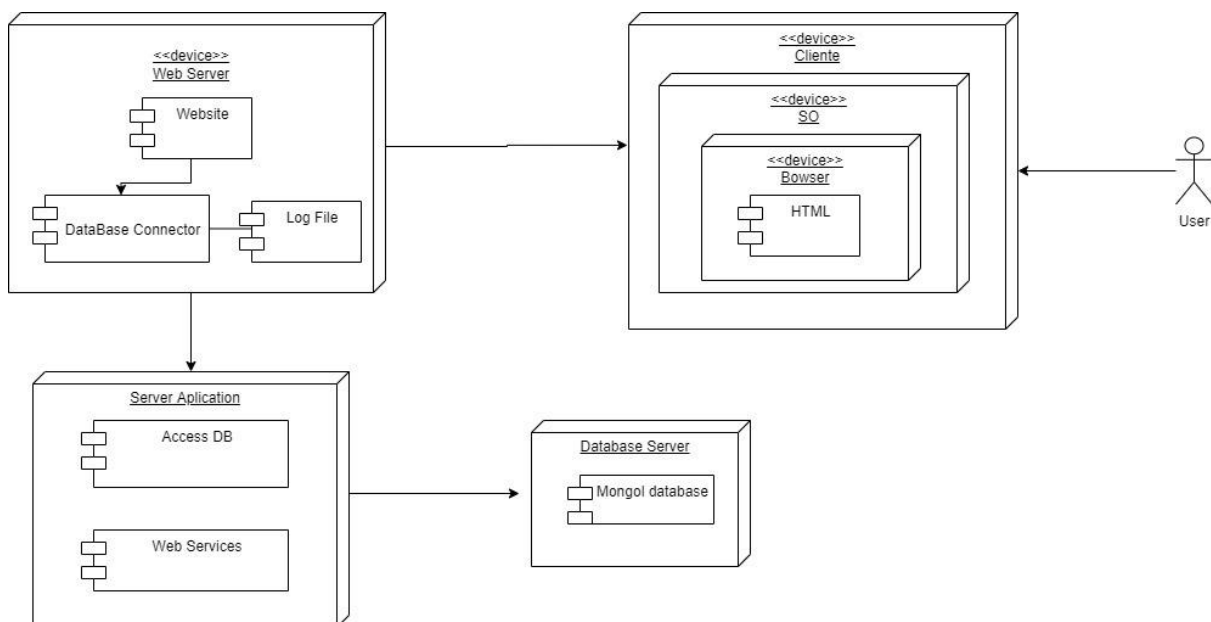 <<device>>
Web Server
Website
DataBase Connector
Log File
<<device>>
Cliente
<<device>>
SO
<<device>>
Bowser
HTML
User
Server Aplication
Access DB
Web Services
Database Server
Mongol database